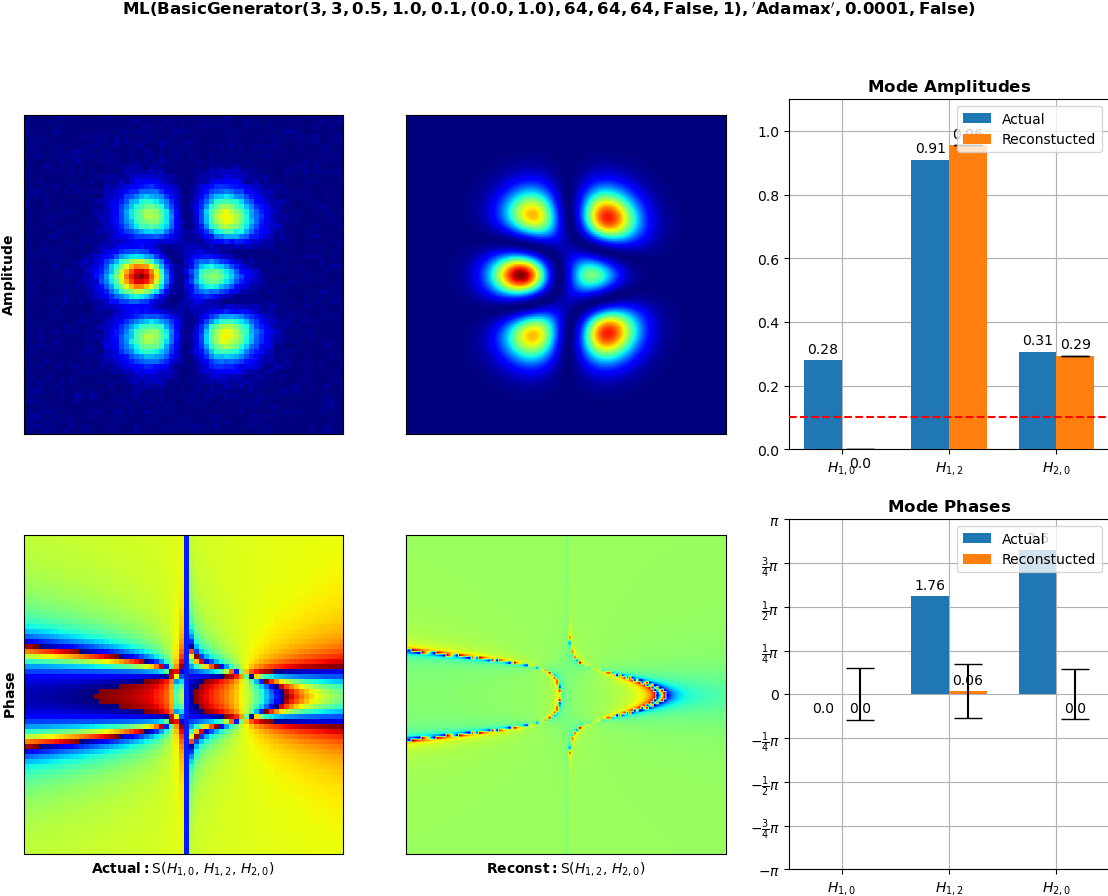 ML(BasicGenerator(3, 3, 0.5, 1.0, 0.1, (0.0, 1.0), 64, 64, 64, False, 1), 'Adamax', 0.0001, False)
Amplitude
Mode Amplitudes
Actual
Reconstucted
1.0
0.8
0.6
0.4
0.2
0.0
0.28
0.0
0.91
0.96
0.31
0.29
H1,0
H1,2
H2,0
Phase
Actual: S(H1,0, H1,2, H2,0)
Reconst: S(H1,2, H2,0)
Mode Phases
Actual
Reconstucted
π
3/4π
1/2π
1/4π
0
−1/4π
−1/2π
−3/4π
−π
0.0
0.0
1.76
0.06
0.0
H1,0
H1,2
H2,0